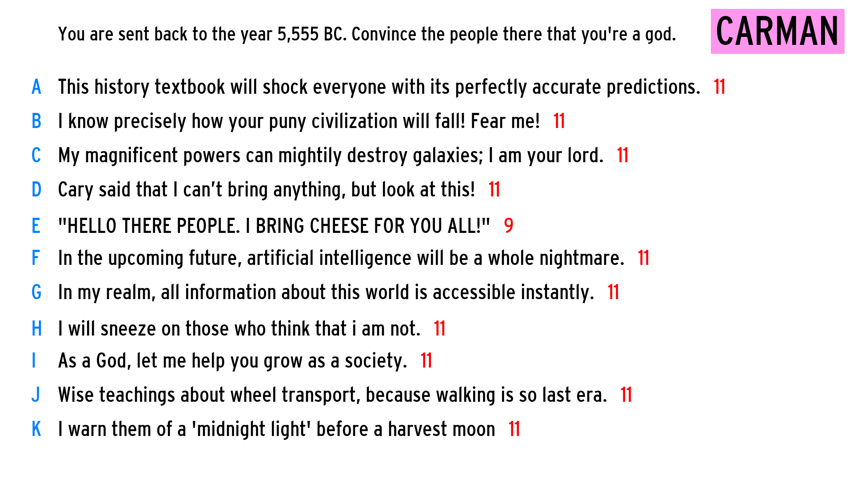 You are sent back to the year 5,555 BC. Convince the people there that you're a god.
CARMAN
A This history textbook will shock everyone with its perfectly accurate predictions. 11
B I know precisely how your puny civilization will fall! Fear me! 11
C My magnificent powers can mightily destroy galaxies; I am your lord. 11
D Cary said that I can't bring anything, but look at this! 11
E "HELLO THERE PEOPLE. I BRING CHEESE FOR YOU ALL!" 9
F In the upcoming future, artificial intelligence will be a whole nightmare. 11
G In my realm, all information about this world is accessible instantly. 11
H I will sneeze on those who think that i am not. 11
I As a God, let me help you grow as a society. 11
J Wise teachings about wheel transport, because walking is so last era. 11
K I warn them of a 'midnight light' before a harvest moon 11